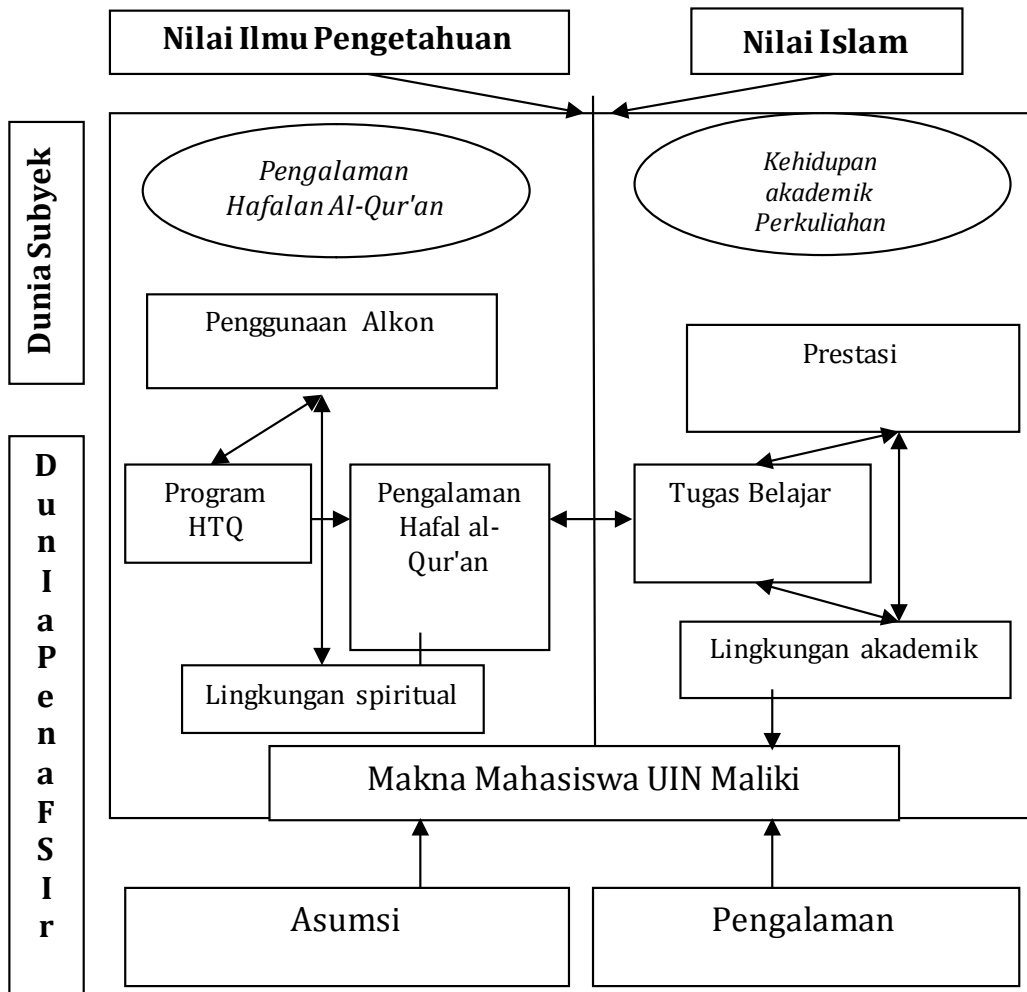 Nilai Ilmu Pengetahuan
Nilai Islam
Dunia Subyek
Pengalaman
Hafalan Al-Qur'an
Kehidupan
akademik
Perkuliahan
Penggunaan Alkon
Prestasi
D
u
n
I
a
P
e
n
a
F
S
I
r
Program
HTQ
Pengalaman
Hafal al-
Qur'an
Tugas Belajar
Lingkungan spiritual
Lingkungan akademik
Makna Mahasiswa UIN Maliki
Asumsi
Pengalaman